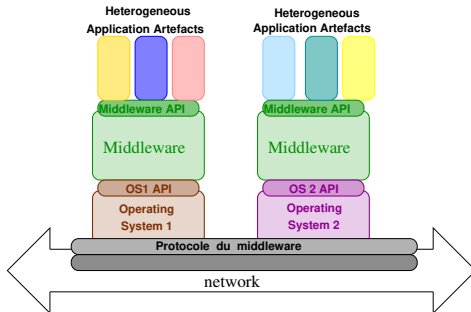 Heterogeneous
Application Artefacts
Middleware API
Middleware
OS1 API
Operating
System 1
Heterogeneous
Application Artefacts
Middleware API
Middleware
OS 2 API
Operating
System 2
Protocole du middleware
network